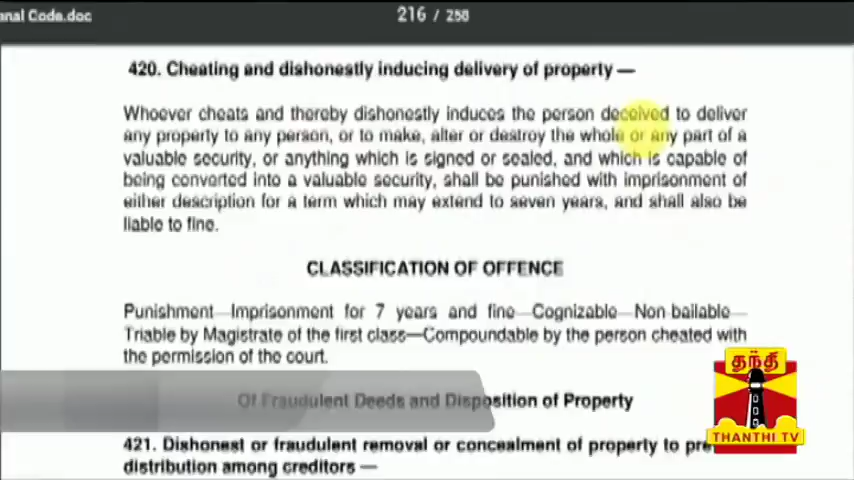 anal Code.doc
216 / 258
420. Cheating and dishonestly inducing delivery of property —
Whoever cheats and thereby dishonestly induces the person deceived to deliver
any property to any person, or to make, alter or destroy the whole or any part of a
valuable security, or anything which is signed or sealed, and which is capable of
being converted into a valuable security, shall be punished with imprisonment of
either description for a term which may extend to seven years, and shall also be
liable to fine.
CLASSIFICATION OF OFFENCE
Punishment—Imprisonment for 7 years and fine—Cognizable—Non-bailable—
Triable by Magistrate of the first class—Compoundable by the person cheated with
the permission of the court.
Of Fraudulent Deeds and Disposition of Property
421. Dishonest or fraudulent removal or concealment of property to pre
distribution among creditors —
தந்தி
THANTHI TV